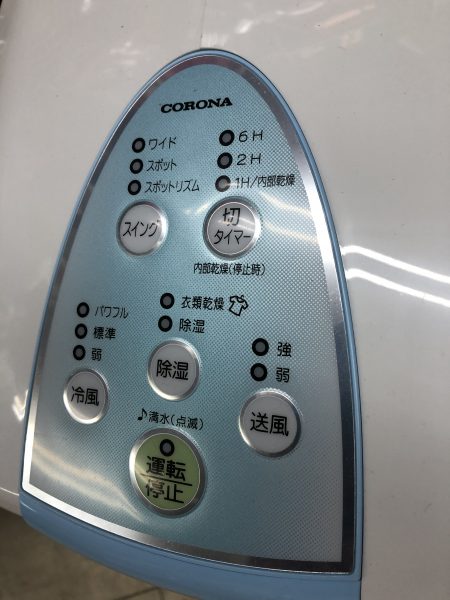 CORONA
ワイド
スポット
スポットリズム
スイング
6H
2H
1H/内部乾燥
切
タイマー
内部乾燥(停止時)
パワフル
標準
弱
冷風
衣類乾燥
除湿
除湿
強
弱
送風
♪満水(点滅)
運転
停止